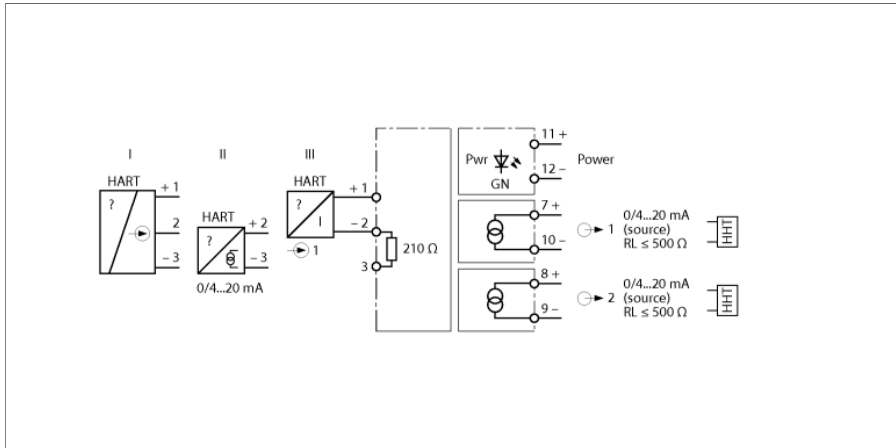 I
II
III
HART
?
+ 1
2
– 3
HART
?
+ 2
– 3
0/4...20 mA
HART
?
I
+ 1
– 2
1
3
210 Ω
Pwr
GN
11 +
12 –
Power
7 +
10 –
1
0/4...20 mA
(source)
RL ≤ 500 Ω
HHT
8 +
9 –
2
0/4...20 mA
(source)
RL ≤ 500 Ω
HHT